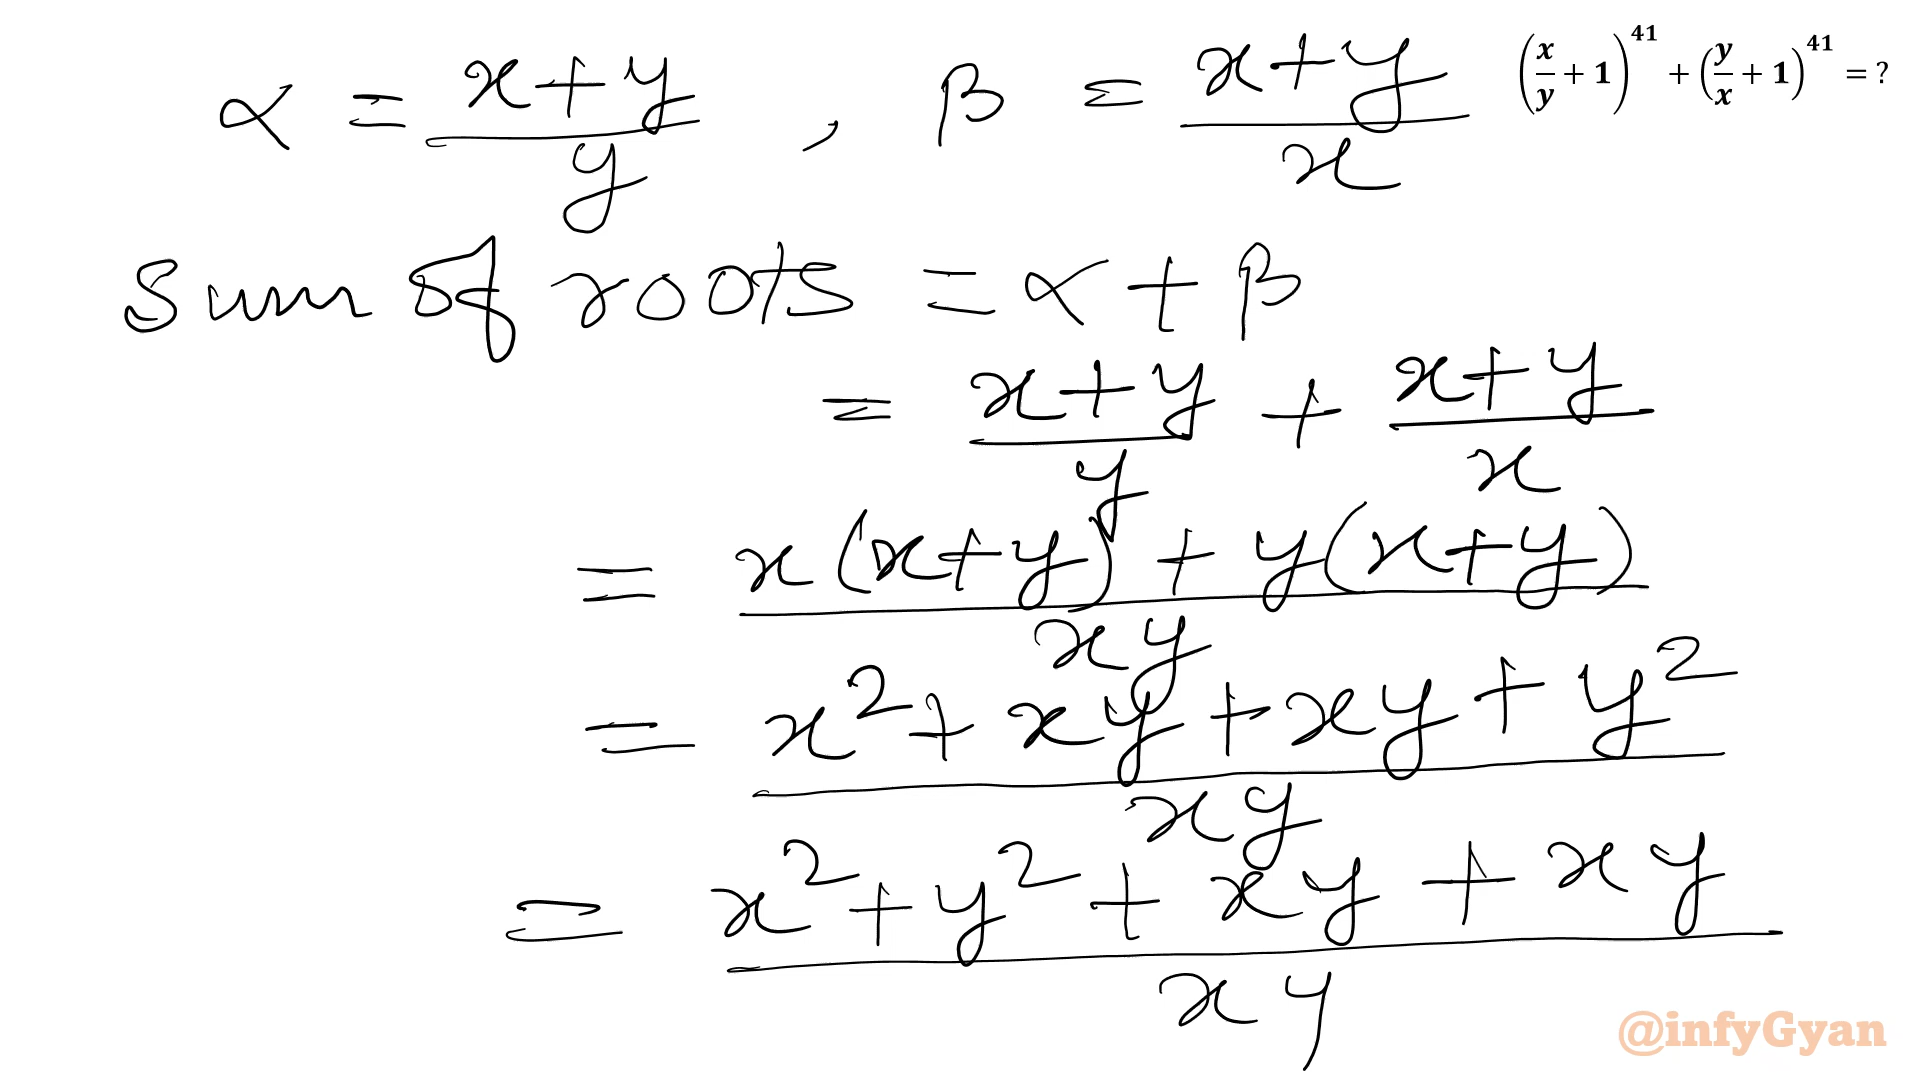 α = (x+y)/y , β = (x+y)/x
(x/y + 1)^41 + (y/x + 1)^41 = ?
Sum of roots = α + β
= (x+y)/y + (x+y)/x
= (x(x+y) + y(x+y))/(xy)
= (x² + xy + xy + y²)/(xy)
= (x² + y² + xy + xy)/(xy)
@infyGyan